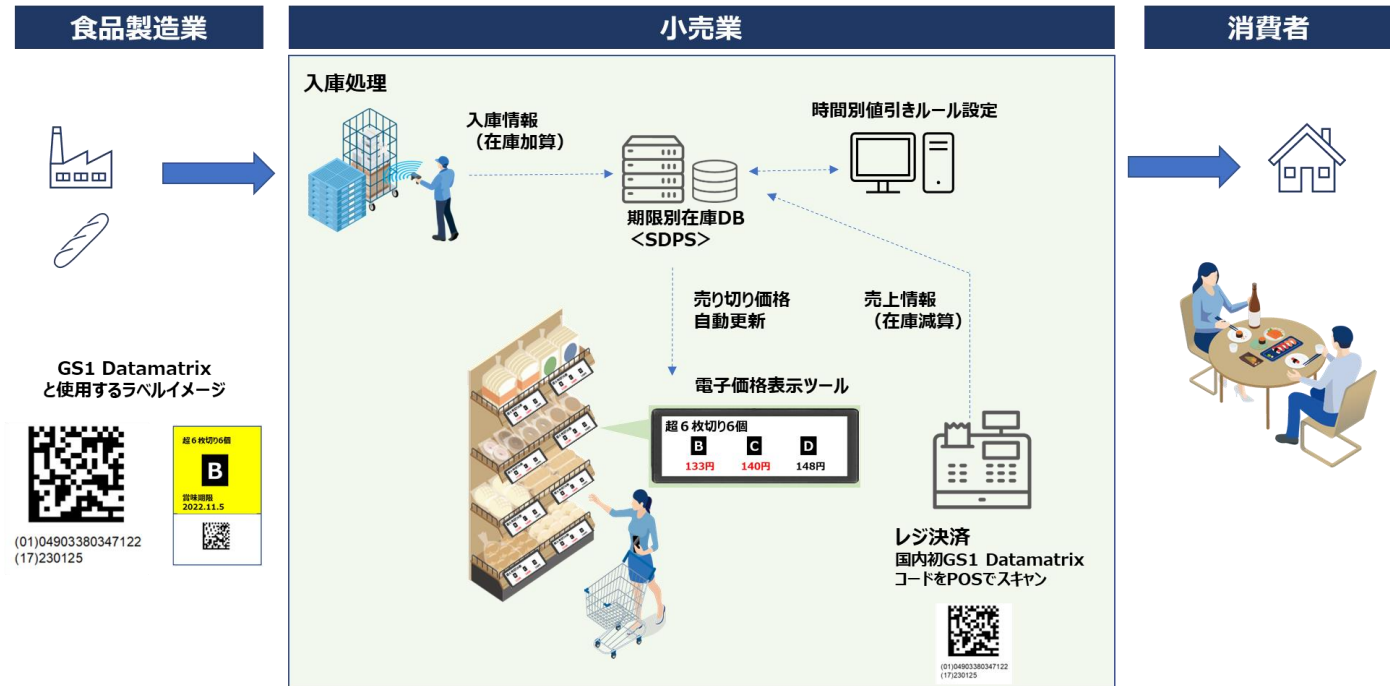 食品製造業
小売業
消費者
入庫処理
入庫情報
（在庫加算）
時間別値引きルール設定
期限別在庫DB
＜SDPS＞
売り切り価格
自動更新
売上情報
（在庫減算）
GS1 Datamatrix
と使用するラベルイメージ
(01)04903380347122
(17)230125
超６枚切り6個
B
賞味期限
2022.11.5
電子価格表示ツール
超６枚切り6個
B C D
133円 140円 148円
レジ決済
国内初GS1 Datamatrix
コードをPOSでスキャン
(01)04903380347122
(17)230125